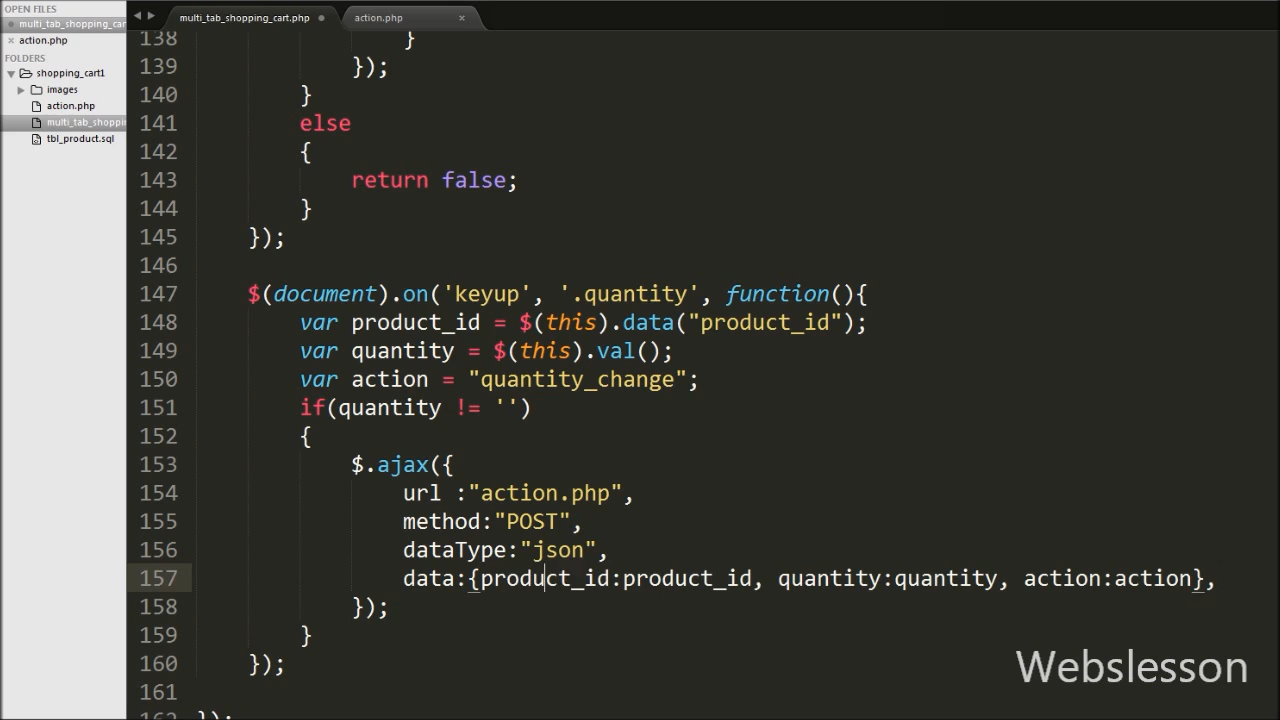 multi_tab_shopping_cart.php
action.php
OPEN FILES
multi_tab_shopping_car
action.php
FOLDERS
shopping_cart1
images
action.php
multi_tab_shoppin
tbl_product.sql
138 }
139 });
140 }
141 else
142 {
143 return false;
144 }
145 });
146
147 $(document).on('keyup', '.quantity', function(){
148 var product_id = $(this).data("product_id");
149 var quantity = $(this).val();
150 var action = "quantity_change";
151 if(quantity != '')
152 {
153 $.ajax({
154 url :"action.php",
155 method:"POST",
156 dataType:"json",
157 data:{product_id:product_id, quantity:quantity, action:action},
158 });
159 }
160 });
161
162 });
Webslesson